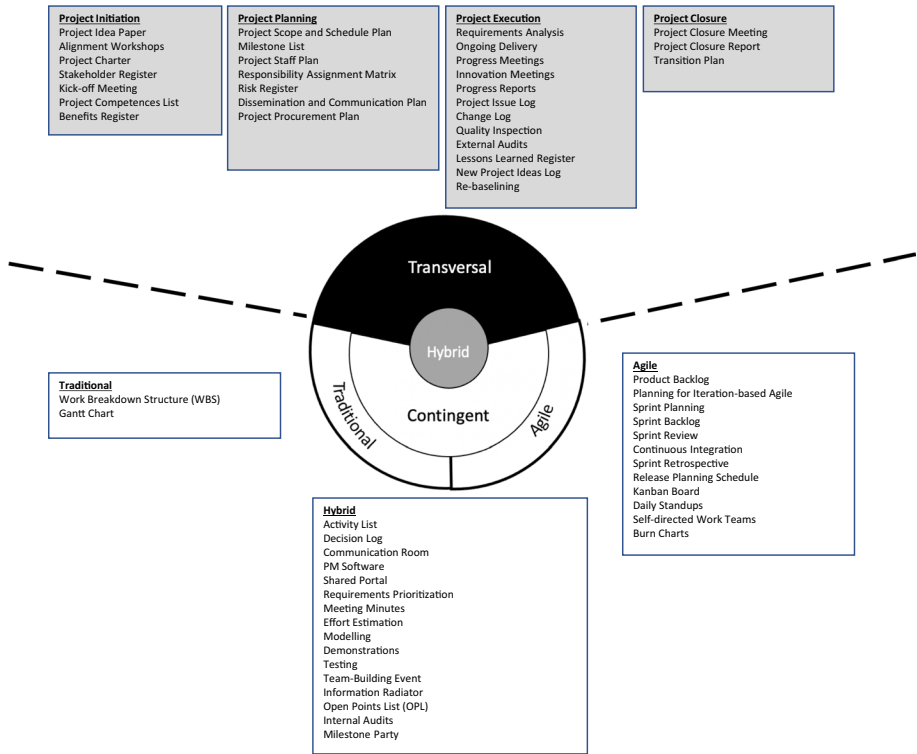 Project Initiation
Project Idea Paper
Alignment Workshops
Project Charter
Stakeholder Register
Kick-off Meeting
Project Competences List
Benefits Register
Project Planning
Project Scope and Schedule Plan
Milestone List
Project Staff Plan
Responsibility Assignment Matrix
Risk Register
Dissemination and Communication Plan
Project Procurement Plan
Project Execution
Requirements Analysis
Ongoing Delivery
Progress Meetings
Innovation Meetings
Progress Reports
Project Issue Log
Change Log
Quality Inspection
External Audits
Lessons Learned Register
New Project Ideas Log
Re-baselining
Project Closure
Project Closure Meeting
Project Closure Report
Transition Plan
Transversal
Hybrid
Contingent
Traditional
Agile
Traditional
Work Breakdown Structure (WBS)
Gantt Chart
Agile
Product Backlog
Planning for Iteration-based Agile
Sprint Planning
Sprint Backlog
Sprint Review
Continuous Integration
Sprint Retrospective
Release Planning Schedule
Kanban Board
Daily Standups
Self-directed Work Teams
Burn Charts
Hybrid
Activity List
Decision Log
Communication Room
PM Software
Shared Portal
Requirements Prioritization
Meeting Minutes
Effort Estimation
Modelling
Demonstrations
Testing
Team-Building Event
Information Radiator
Open Points List (OPL)
Internal Audits
Milestone Party